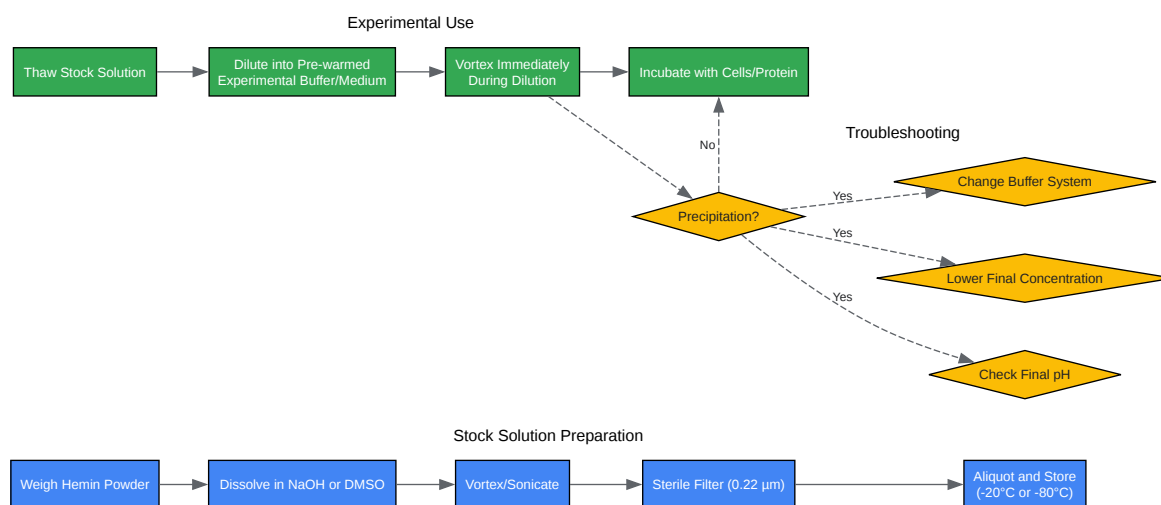 Experimental Use
Thaw Stock Solution
Dilute into Pre-warmed
Experimental Buffer/Medium
Vortex Immediately
During Dilution
Incubate with Cells/Protein
No
Troubleshooting
Precipitation?
Yes
Change Buffer System
Yes
Lower Final Concentration
Yes
Check Final pH
Stock Solution Preparation
Weigh Hemin Powder
Dissolve in NaOH or DMSO
Vortex/Sonicate
Sterile Filter (0.22 µm)
Aliquot and Store
(-20°C or -80°C)